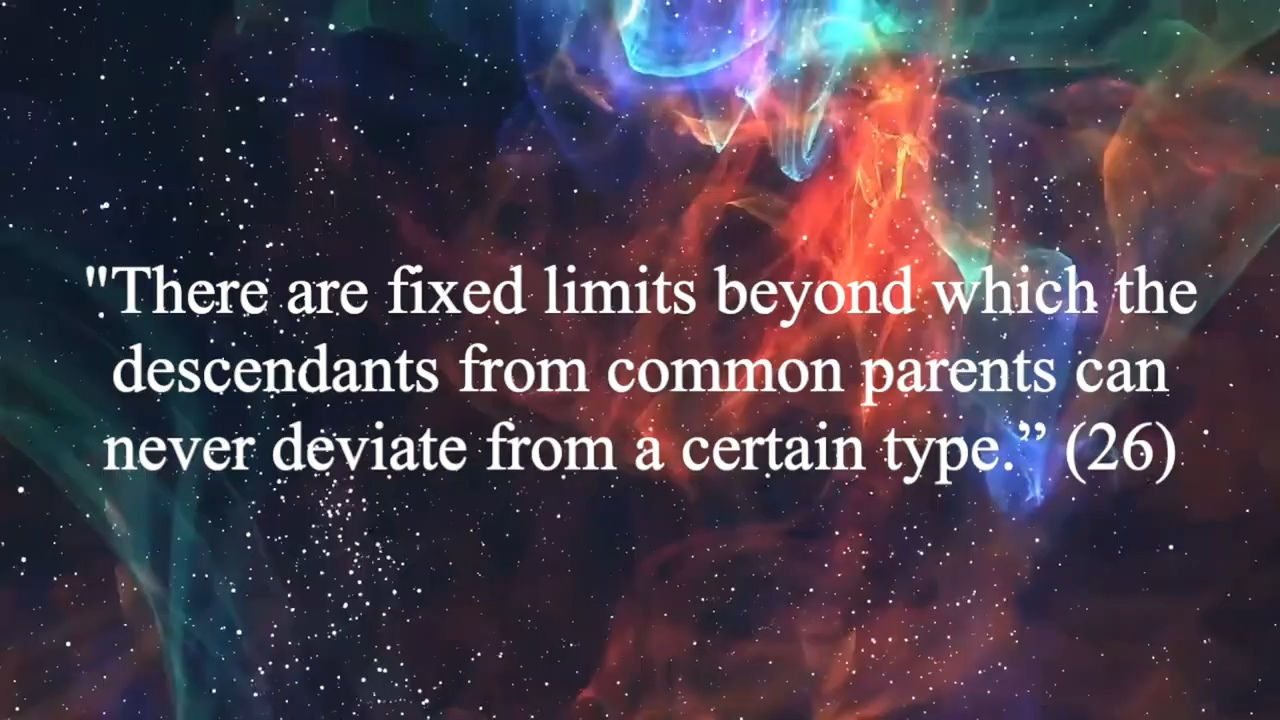 "There are fixed limits beyond which the
descendants from common parents can
never deviate from a certain type.” (26)